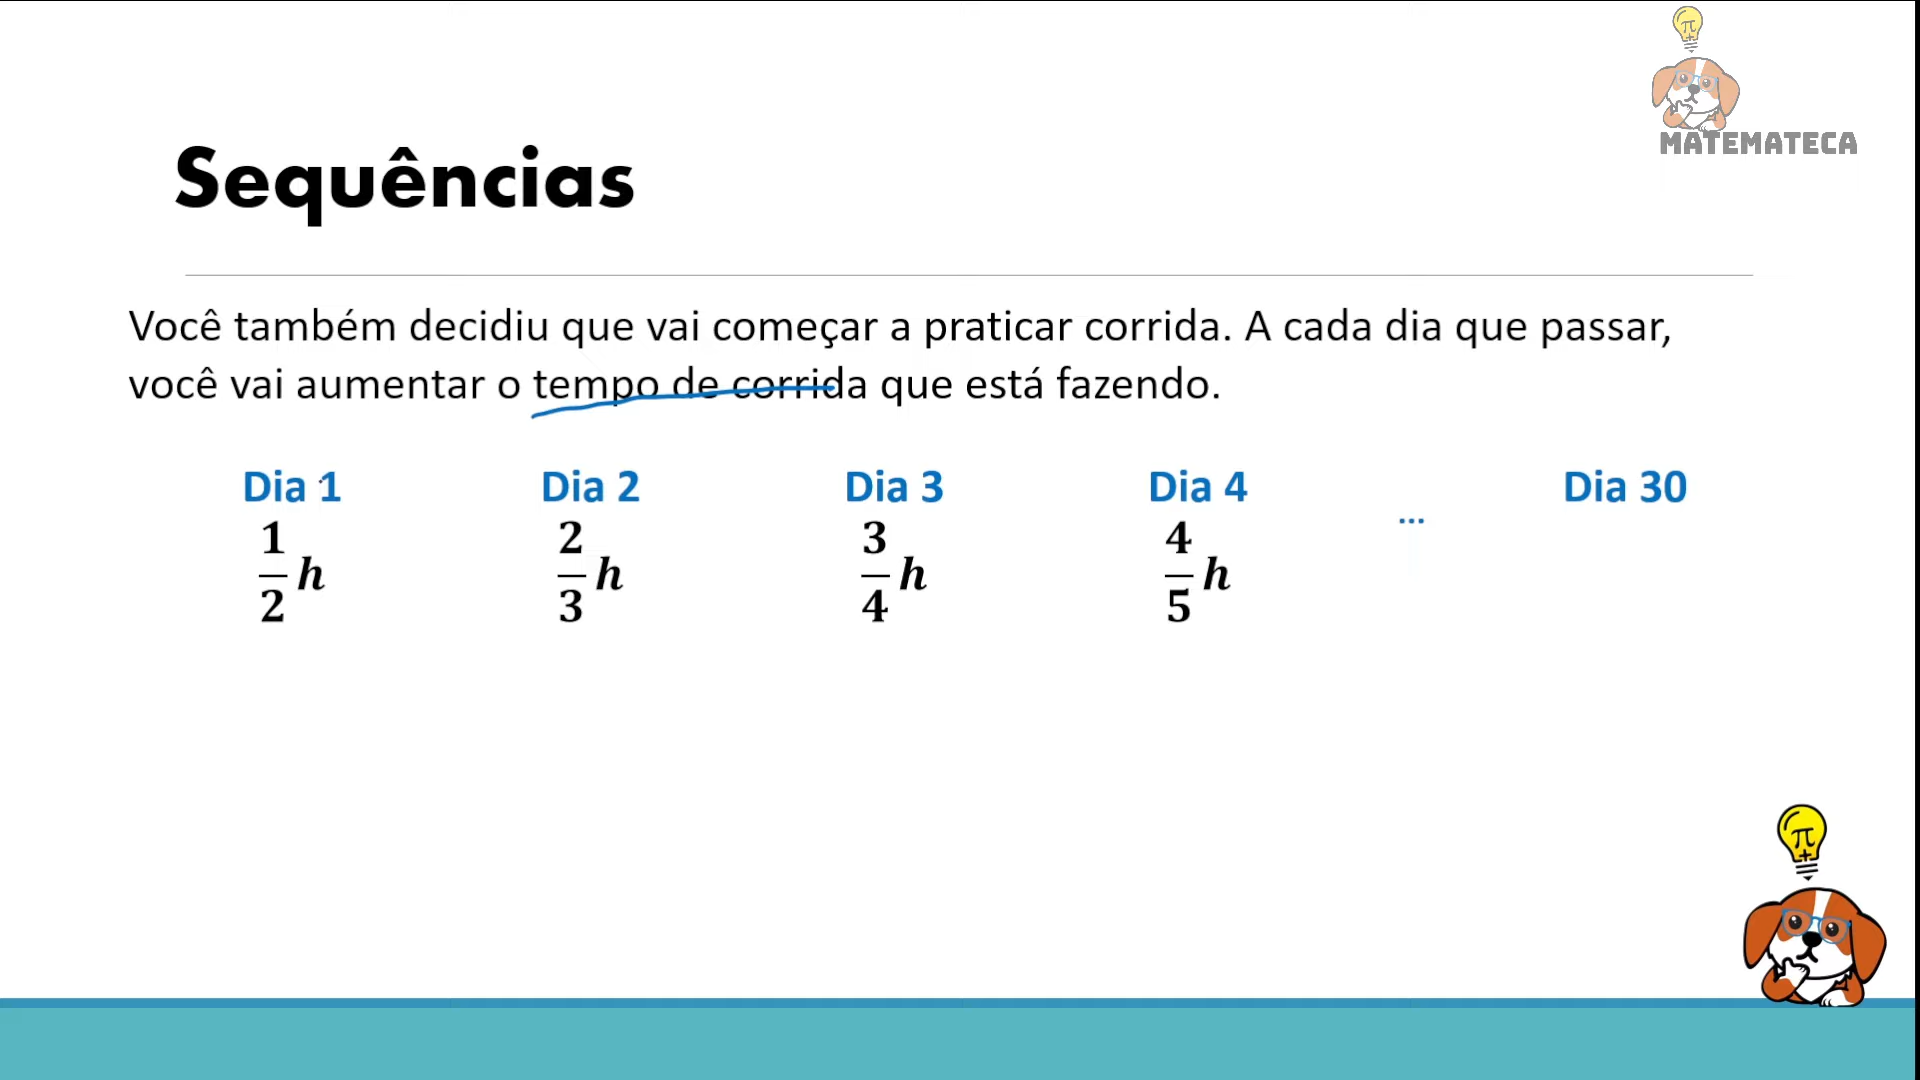 MATEMATECA
Sequências
Você também decidiu que vai começar a praticar corrida. A cada dia que passar,
você vai aumentar o tempo de corrida que está fazendo.
Dia 1 Dia 2 Dia 3 Dia 4 ... Dia 30
1/2 h 2/3 h 3/4 h 4/5 h
π
+